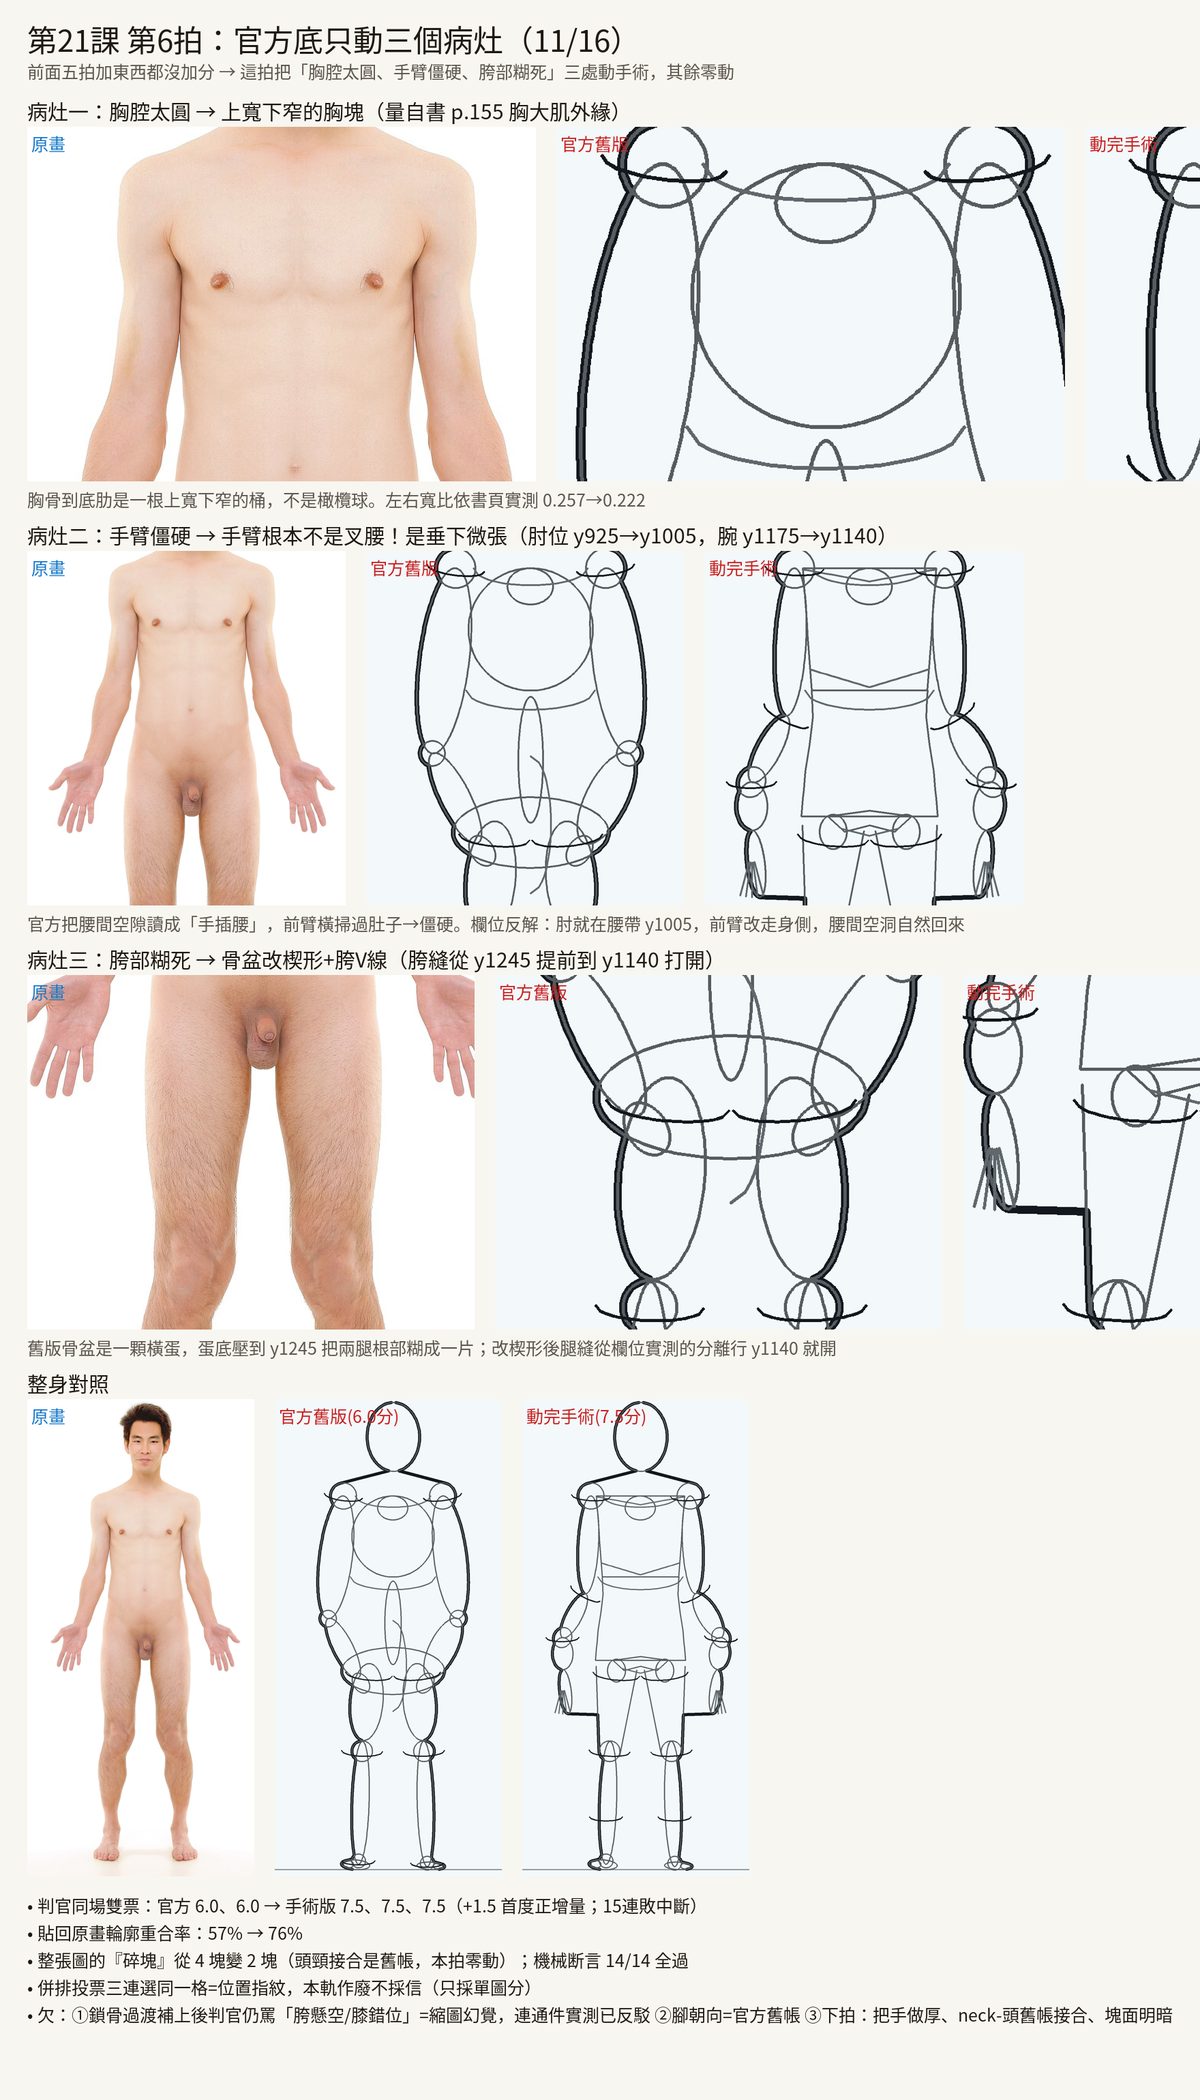 第21課 第6拍：官方底只動三個病灶（11/16）
前面五拍加東西都沒加分 → 這拍把「胸腔太圓、手臂僵硬、胯部糊死」三處動手術，其餘零動
病灶一：胸腔太圓 → 上寬下窄的胸塊（量自書 p.155 胸大肌外緣）
原畫
官方舊版
動完手術
胸骨到底肋是一根上寬下窄的桶，不是橄欖球。左右寬比依書頁實測 0.257→0.222
病灶二：手臂僵硬 → 手臂根本不是叉腰！是垂下微張（肘位 y925→y1005，腕 y1175→y1140）
原畫
官方舊版
動完手術
官方把腰間空隙讀成「手插腰」，前臂橫掃過肚子→僵硬。欄位反解：肘就在腰帶 y1005，前臂改走身側，腰間空洞自然回來
病灶三：胯部糊死 → 骨盆改楔形+胯V線（胯縫從 y1245 提前到 y1140 打開）
原畫
官方舊版
動完手術
舊版骨盆是一顆橫蛋，蛋底壓到 y1245 把兩腿根部糊成一片；改楔形後腿縫從欄位實測的分離行 y1140 就開
整身對照
原畫
官方舊版(6.0分)
動完手術(7.5分)
• 判官同場雙票：官方 6.0、6.0 → 手術版 7.5、7.5、7.5（+1.5 首度正增量；15連敗中斷）
• 貼回原畫輪廓重合率：57% → 76%
• 整張圖的『碎塊』從 4 塊變 2 塊（頭頸接合是舊帳，本拍零動）；機械断言 14/14 全過
• 併排投票三連選同一格=位置指紋，本軌作廢不採信（只採單圖分）
• 欠：①鎖骨過渡補上後判官仍罵「胯懸空/膝錯位」=縮圖幻覺，連通件實測已反駁 ②腳朝向=官方舊帳 ③下拍：把手做厚、neck-頭舊帳接合、塊面明暗